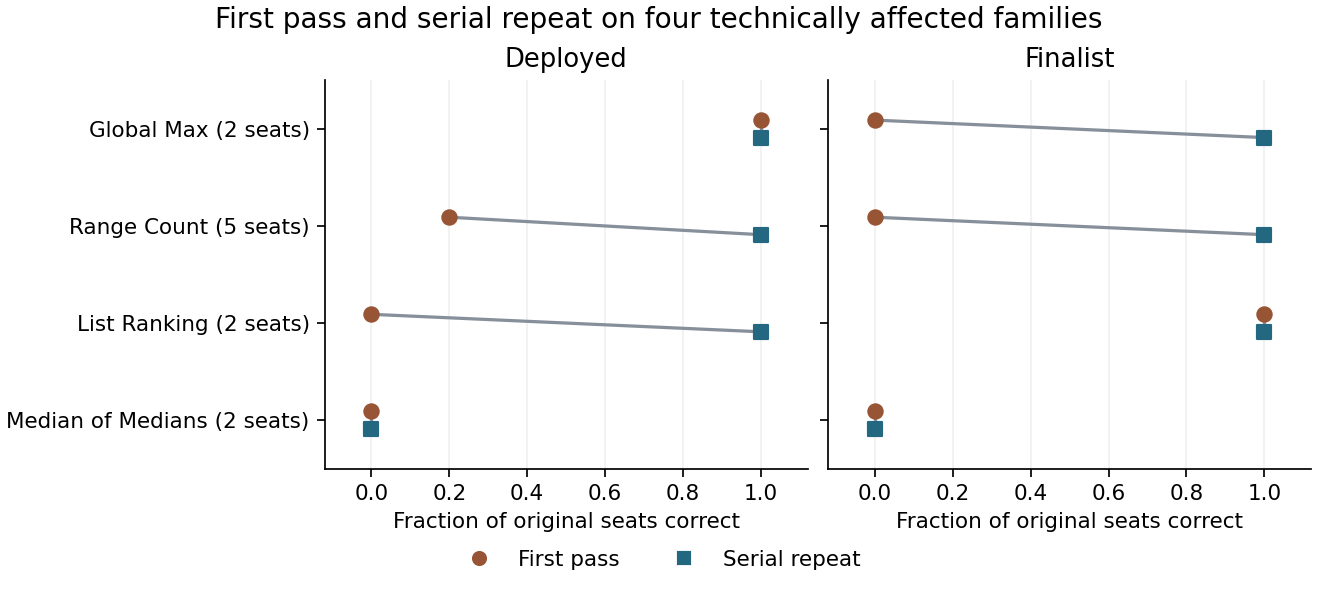 First pass and serial repeat on four technically affected families
Deployed
Finalist
Global Max (2 seats)
Range Count (5 seats)
List Ranking (2 seats)
Median of Medians (2 seats)
0.0 0.2 0.4 0.6 0.8 1.0
0.0 0.2 0.4 0.6 0.8 1.0
Fraction of original seats correct
Fraction of original seats correct
First pass
Serial repeat